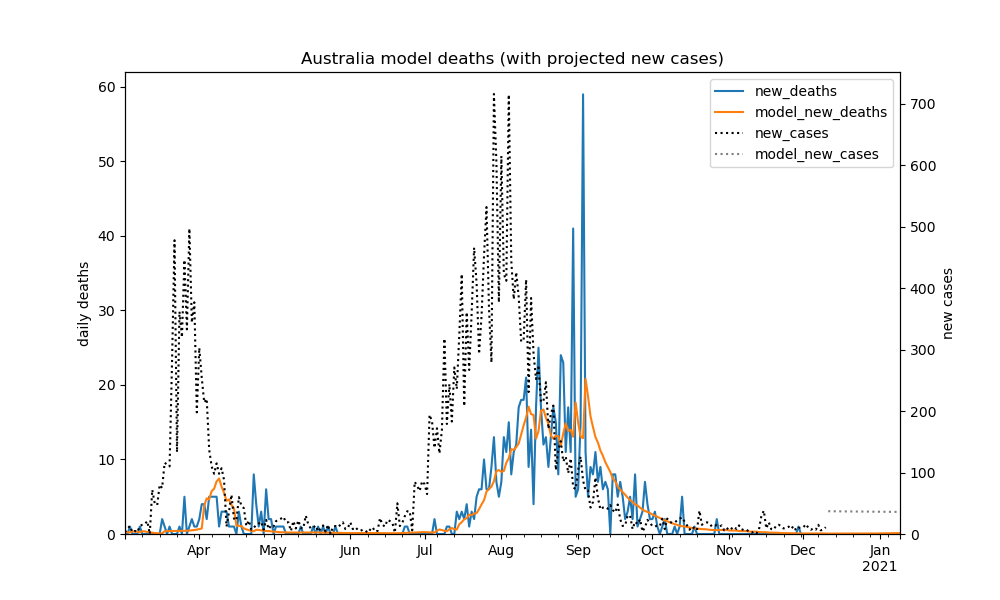 Australia model deaths (with projected new cases)
new_deaths
model_new_deaths
new_cases
model_new_cases
daily deaths
new cases
60
50
40
30
20
10
0
700
600
500
400
300
200
100
0
Apr May Jun Jul Aug Sep Oct Nov Dec Jan
2021